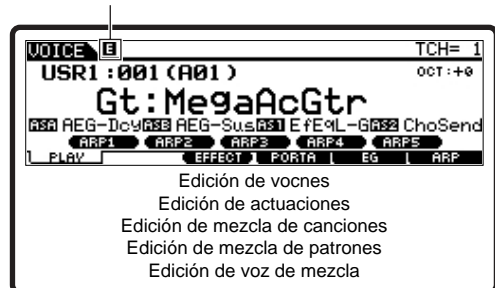 VOICE E TCH= 1
USR1:001(A01) OCT:+0
Gt:MegaAcGtr
ASA AEG-Dcy ASB AEG-Sus AS1 EfEqL-G AS2 ChoSend
ARP1 ARP2 ARP3 ARP4 ARP5
PLAY EFFECT PORTA EG ARP
Edición de vocnes
Edición de actuaciones
Edición de mezcla de canciones
Edición de mezcla de patrones
Edición de voz de mezcla